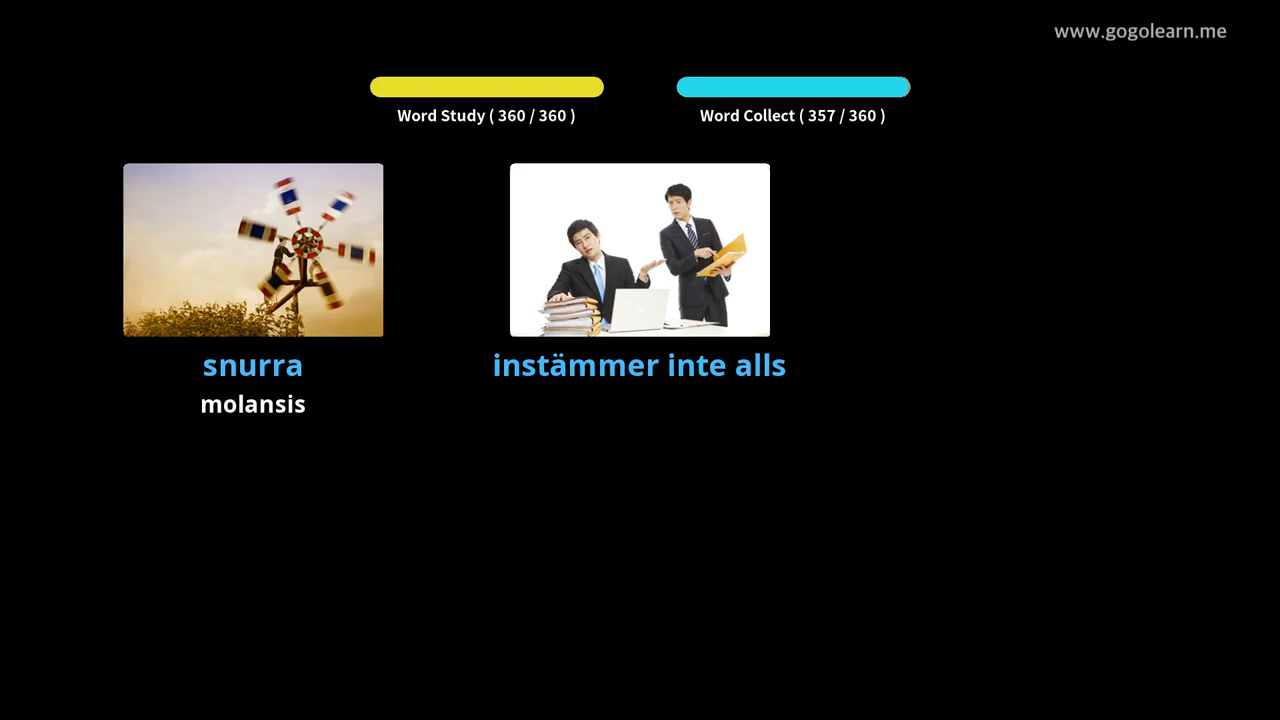 www.gogolearn.me
Word Study ( 360 / 360 )
Word Collect ( 357 / 360 )
snurra
molansis
instämmer inte alls